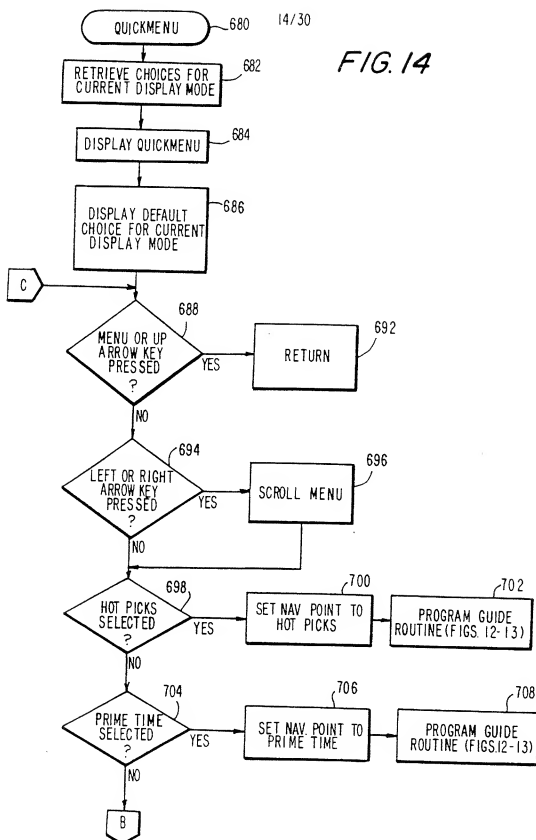 14/30
FIG. 14
QUICKMENU
680
RETRIEVE CHOICES FOR
CURRENT DISPLAY MODE
682
DISPLAY QUICKMENU
684
DISPLAY DEFAULT
CHOICE FOR CURRENT
DISPLAY MODE
686
C
MENU OR UP
ARROW KEY
PRESSED
?
688
YES
RETURN
692
NO
LEFT OR RIGHT
ARROW KEY
PRESSED
?
694
YES
SCROLL MENU
696
NO
HOT PICKS
SELECTED
?
698
YES
SET NAV POINT TO
HOT PICKS
700
PROGRAM GUIDE
ROUTINE (FIGS. 12-13)
702
NO
PRIME TIME
SELECTED
?
704
YES
SET NAV. POINT TO
PRIME TIME
706
PROGRAM GUIDE
ROUTINE (FIGS.12-13)
708
NO
B